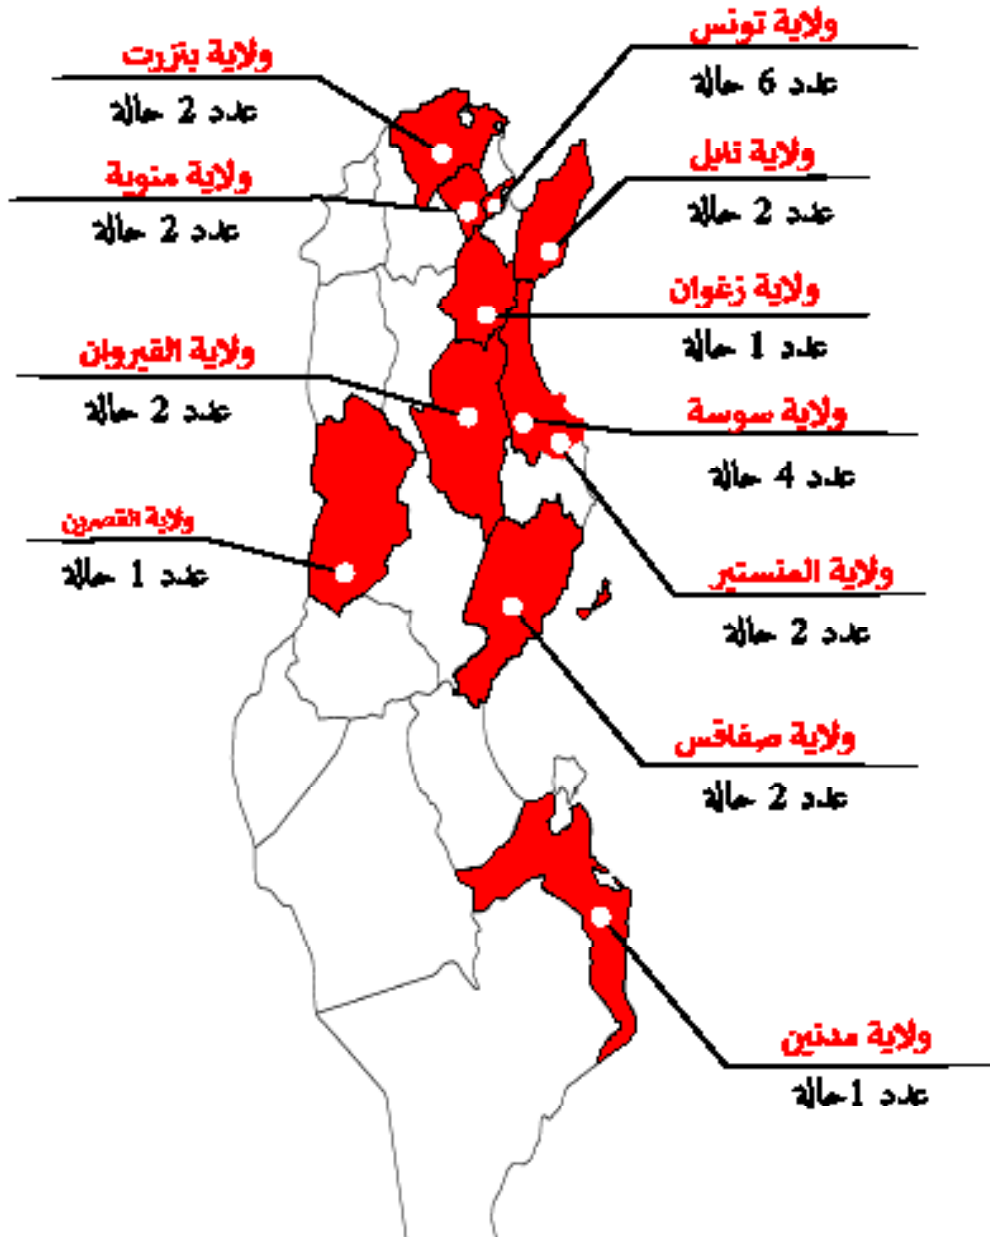 ولاية تونس
عدد 6 حالة
ولاية بنزرت
عدد 2 حالة
ولاية نابل
عدد 2 حالة
ولاية منوبة
عدد 2 حالة
ولاية زغوان
عدد 1 حالة
ولاية القيروان
عدد 2 حالة
ولاية سوسة
عدد 4 حالة
ولاية القصرين
عدد 1 حالة
ولاية المنستير
عدد 2 حالة
ولاية صفاقس
عدد 2 حالة
ولاية مدنين
عدد 1 حالة